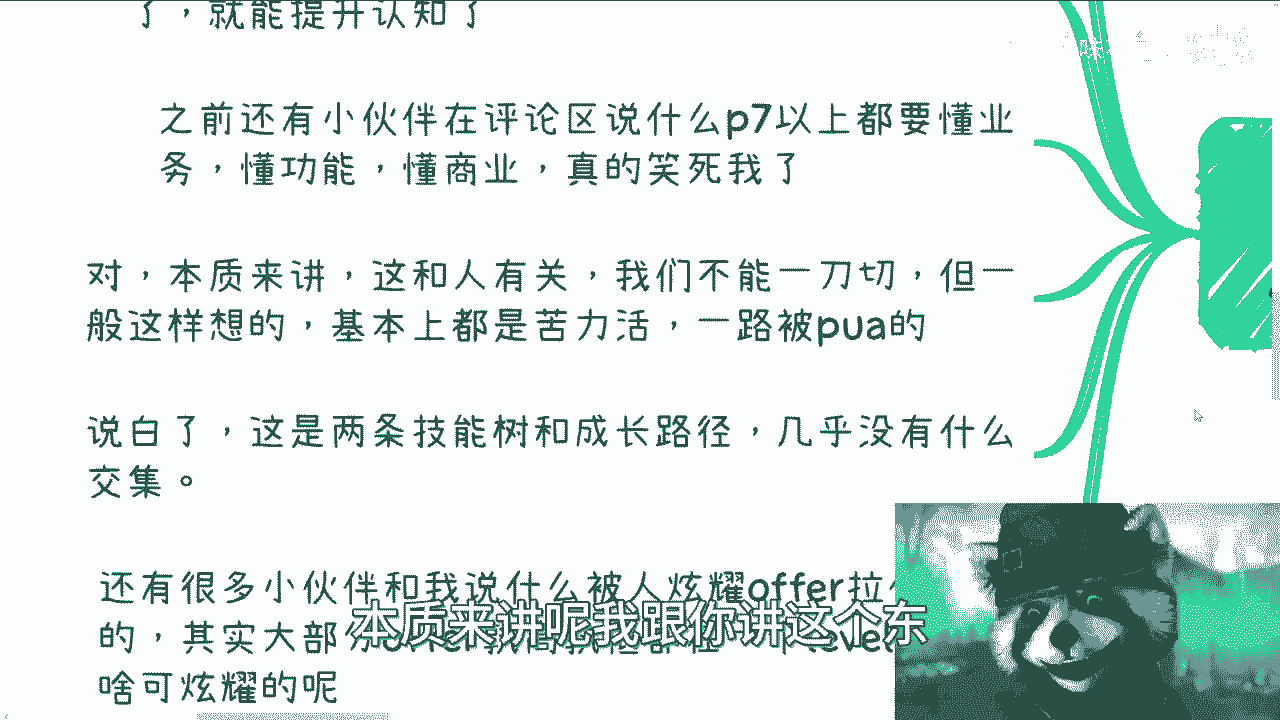 了，就能提升认知了
之前还有小伙伴在评论区说什么p7以上都要懂业
务，懂功能，懂商业，真的笑死我了
对，本质来讲，这和人有关，我们不能一刀切，但一
般这样想的，基本上都是苦力活，一路被pua的
说白了，这是两条技能树和成长路径，几乎没有什么
交集。
还有很多小伙伴和我说什么被人炫耀offer拉
的，其实大部分
本质来讲呢我跟你讲这个东
啥可炫耀的呢